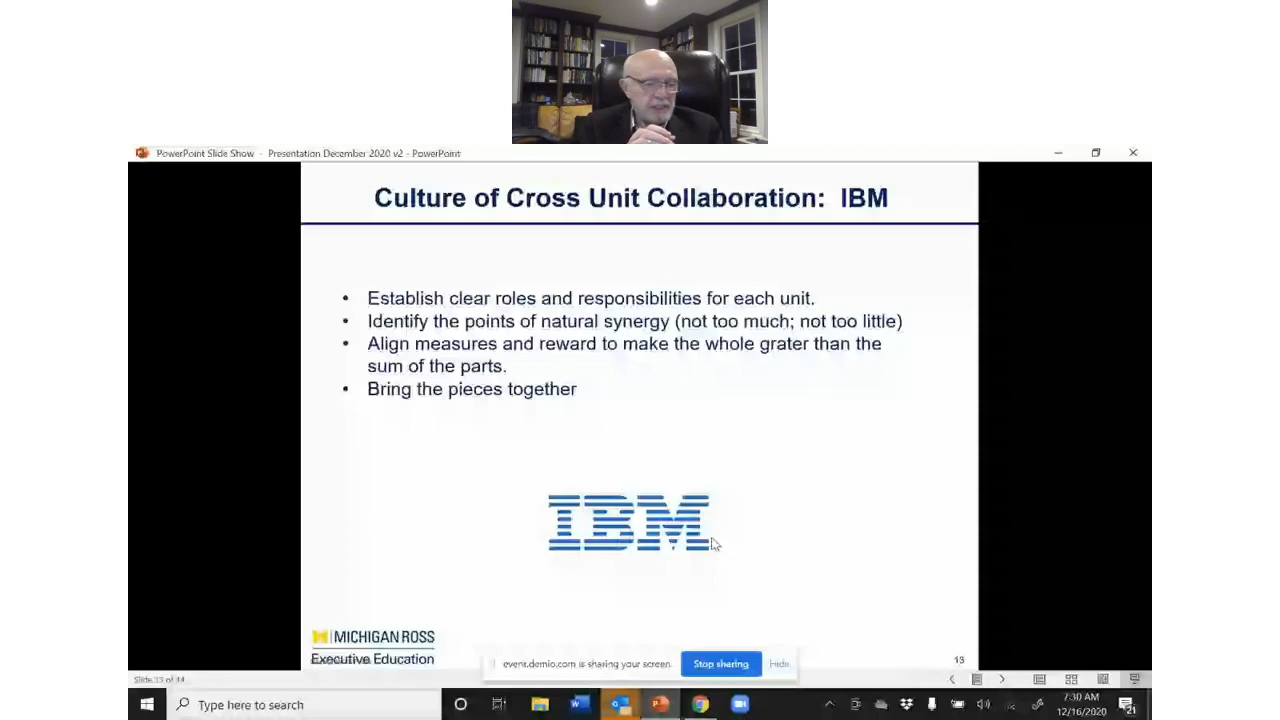 PowerPoint Slide Show - Presentation December 2020 v2 - PowerPoint
Culture of Cross Unit Collaboration: IBM
• Establish clear roles and responsibilities for each unit.
• Identify the points of natural synergy (not too much; not too little)
• Align measures and reward to make the whole grater than the
sum of the parts.
• Bring the pieces together
IBM
M | MICHIGAN ROSS
Executive Education
event.demio.com is sharing your screen.
Stop sharing
Hide
13
Type here to search
7:30 AM
12/16/2020
21